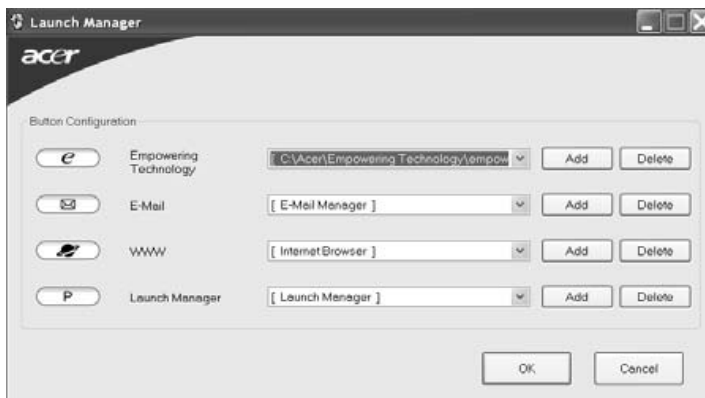 Launch Manager
acer
Button Configuration
e Empowering Technology [ C:\Acer\Empowering Technology\empow Add Delete
E-Mail [ E-Mail Manager ] Add Delete
WWW [ Internet Browser ] Add Delete
P Launch Manager [ Launch Manager ] Add Delete
OK Cancel